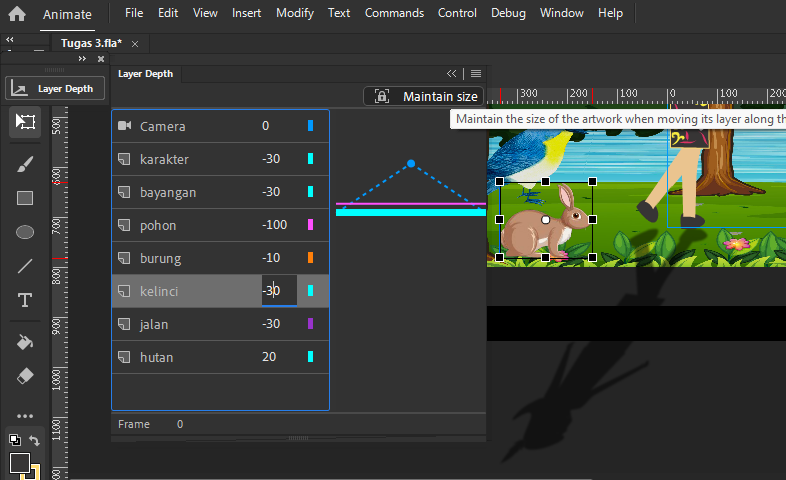 Animate
File Edit View Insert Modify Text Commands Control Debug Window Help
Tugas 3.fla*
Layer Depth
Layer Depth
Maintain size
Maintain the size of the artwork when moving its layer along th
Camera 0
karakter -30
bayangan -30
pohon -100
burung -10
kelinci -30
jalan -30
hutan 20
Frame 0
300 200 100 0 100 200
500
600
700
800
900
1000
1100